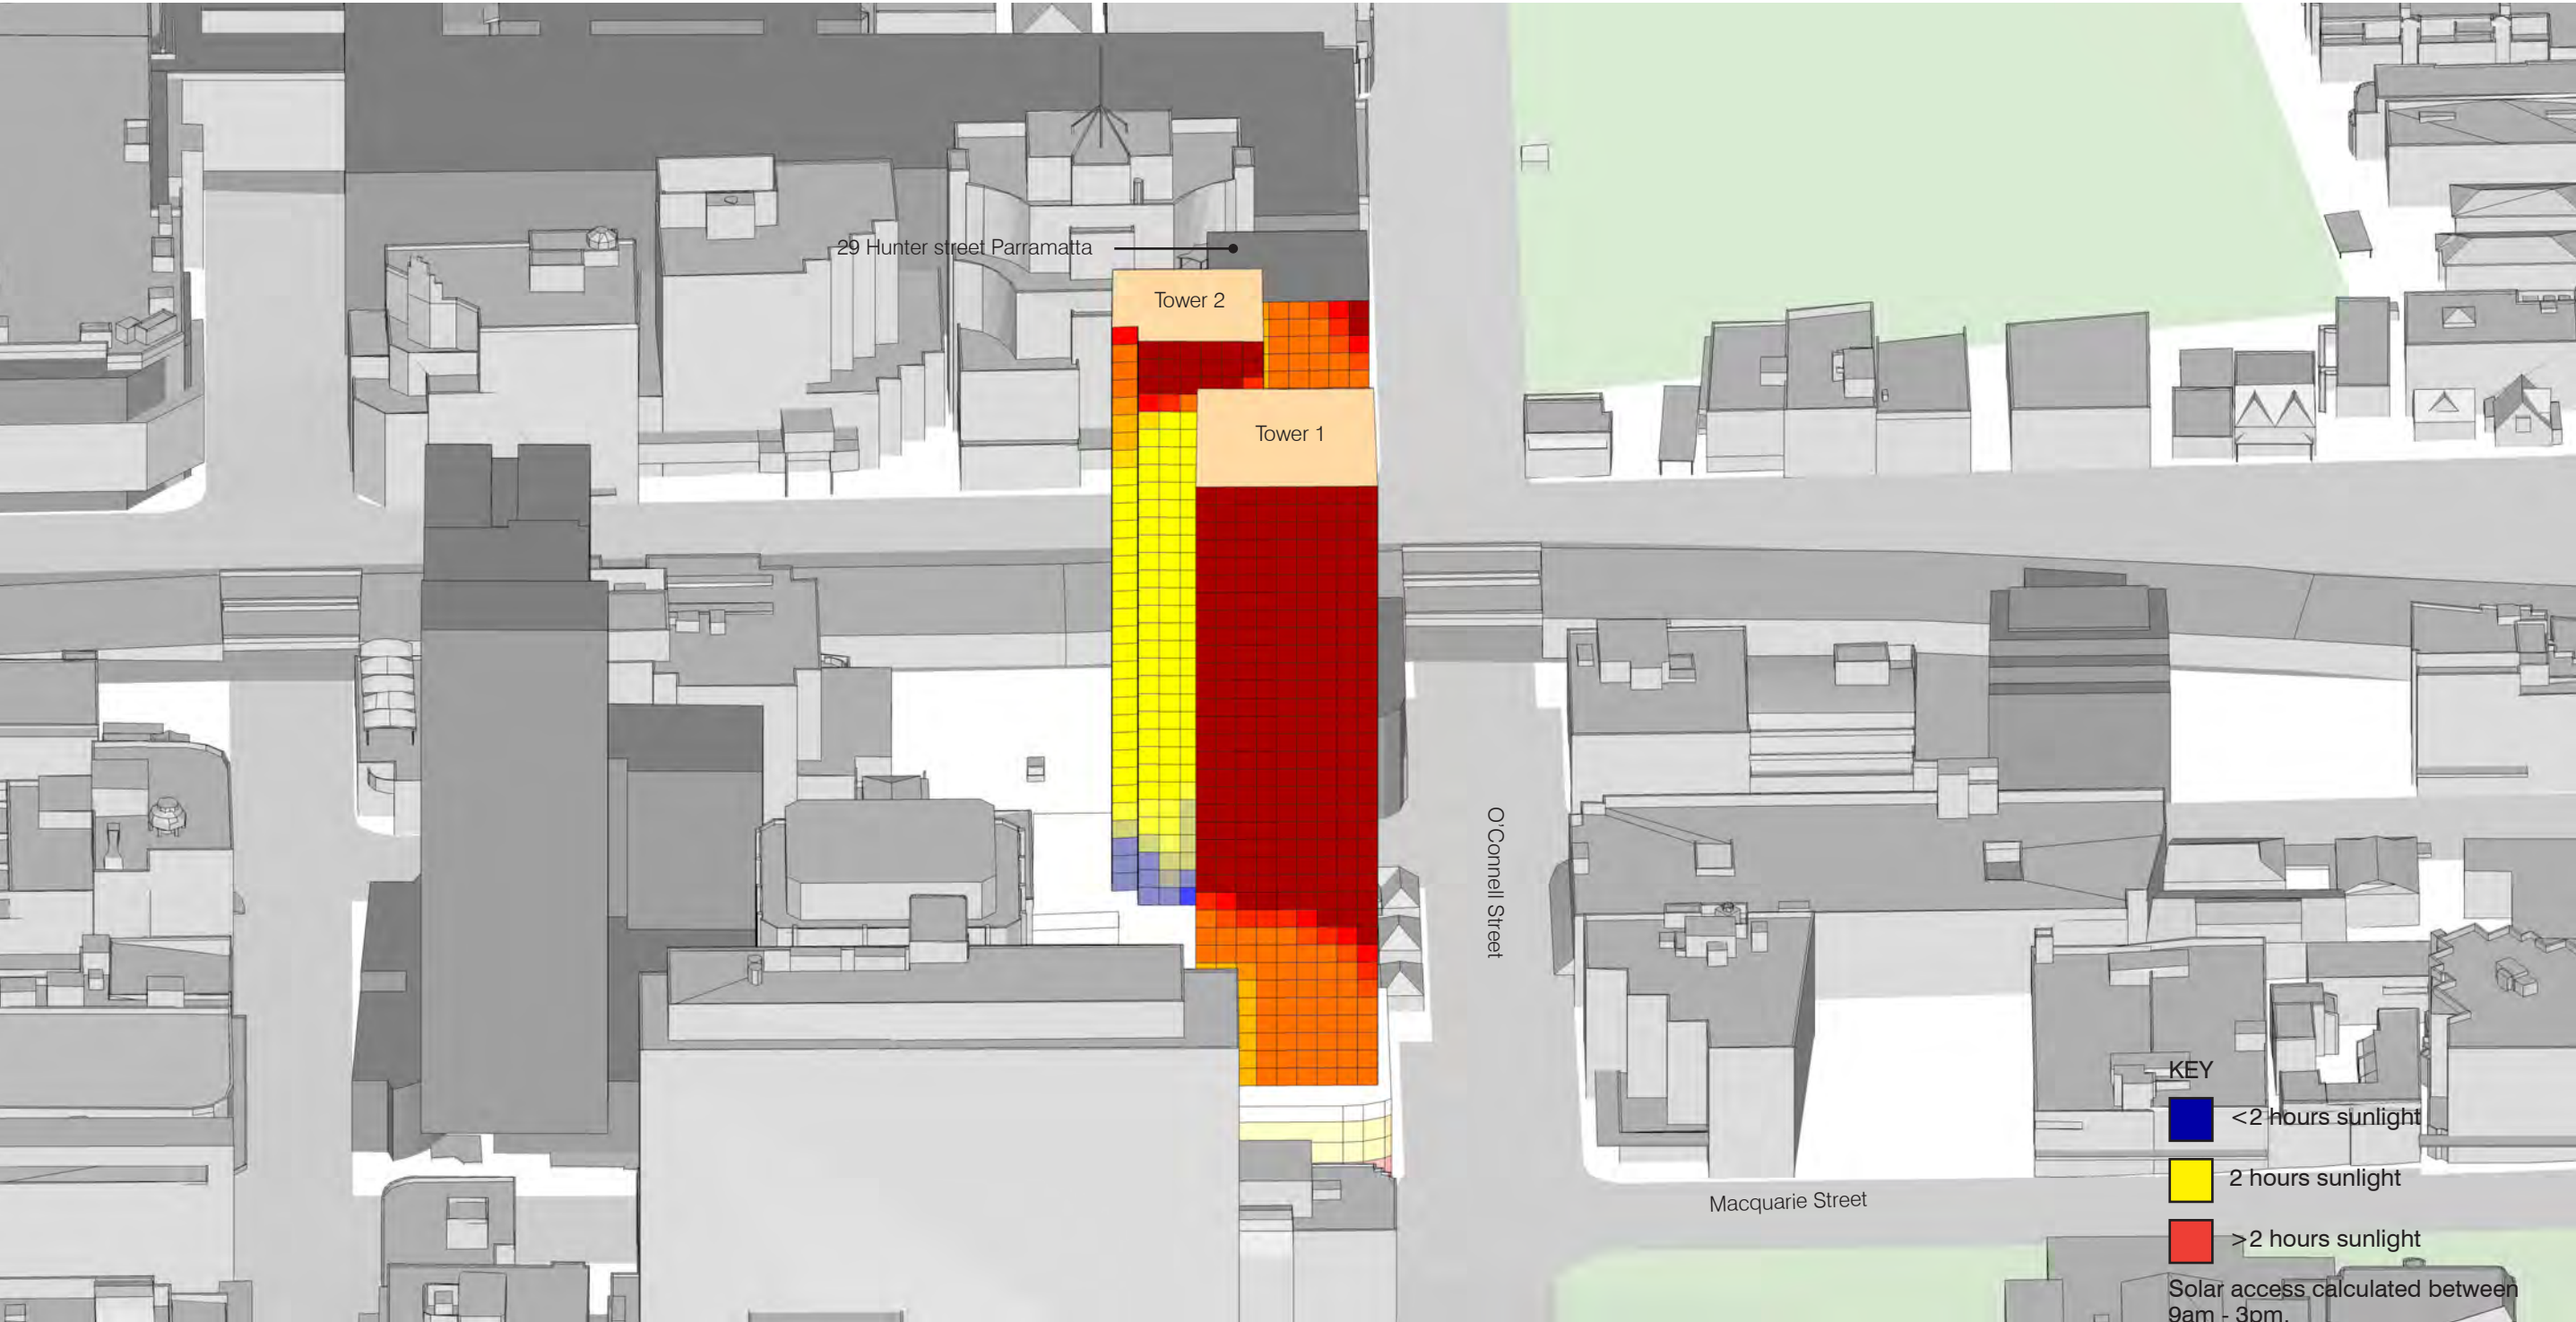 29 Hunter street Parramatta
Tower 2
Tower 1
O'Connell Street
Macquarie Street
KEY
<2 hours sunlight
2 hours sunlight
>2 hours sunlight
Solar access calculated between
9am - 3pm.